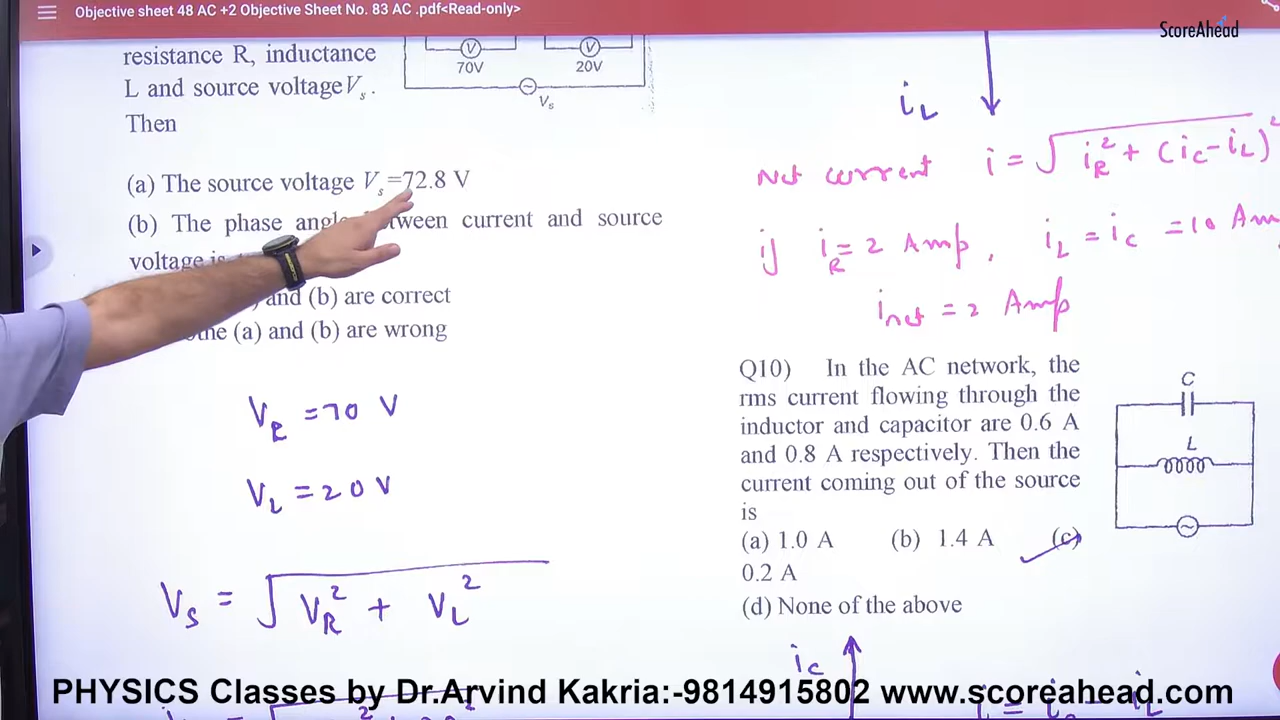 Objective sheet 48 AC +2 Objective Sheet No. 83 AC .pdf<Read-only>
ScoreAhead
resistance R, inductance
L and source voltage Vs.
Then
V
70V
V
20V
Vs
(a) The source voltage Vs=72.8 V
(b) The phase angle between current and source
voltage is
and (b) are correct
the (a) and (b) are wrong
VR = 70 V
VL = 20 V
VS = √VR² + VL²
iL
Net current i = √iR² + (iC - iL)²
if iR = 2 Amp, iL = iC = 10 Am
inet = 2 Amp
Q10) In the AC network, the
rms current flowing through the
inductor and capacitor are 0.6 A
and 0.8 A respectively. Then the
current coming out of the source
is
(a) 1.0 A (b) 1.4 A (c)
0.2 A
(d) None of the above
C
L
iC
PHYSICS Classes by Dr.Arvind Kakria:-9814915802 www.scoreahead.com